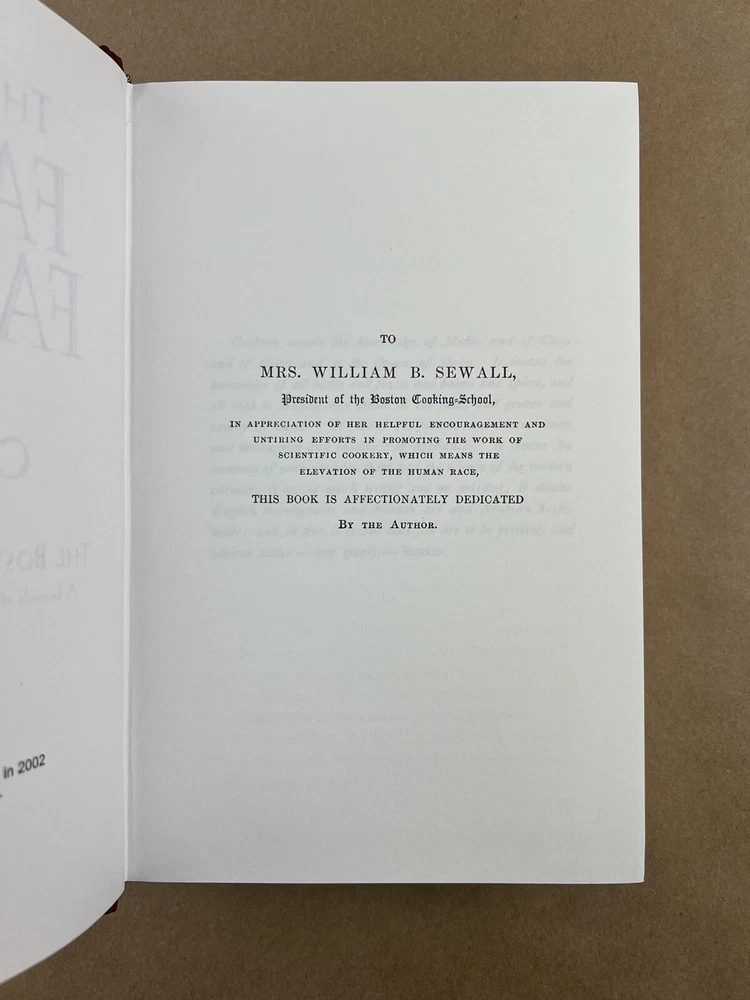 TO
MRS. WILLIAM B. SEWALL,
President of the Boston Cooking-School,
IN APPRECIATION OF HER HELPFUL ENCOURAGEMENT AND
UNTIRING EFFORTS IN PROMOTING THE WORK OF
SCIENTIFIC COOKERY, WHICH MEANS THE
ELEVATION OF THE HUMAN RACE,
THIS BOOK IS AFFECTIONATELY DEDICATED
BY THE AUTHOR.
in 2002